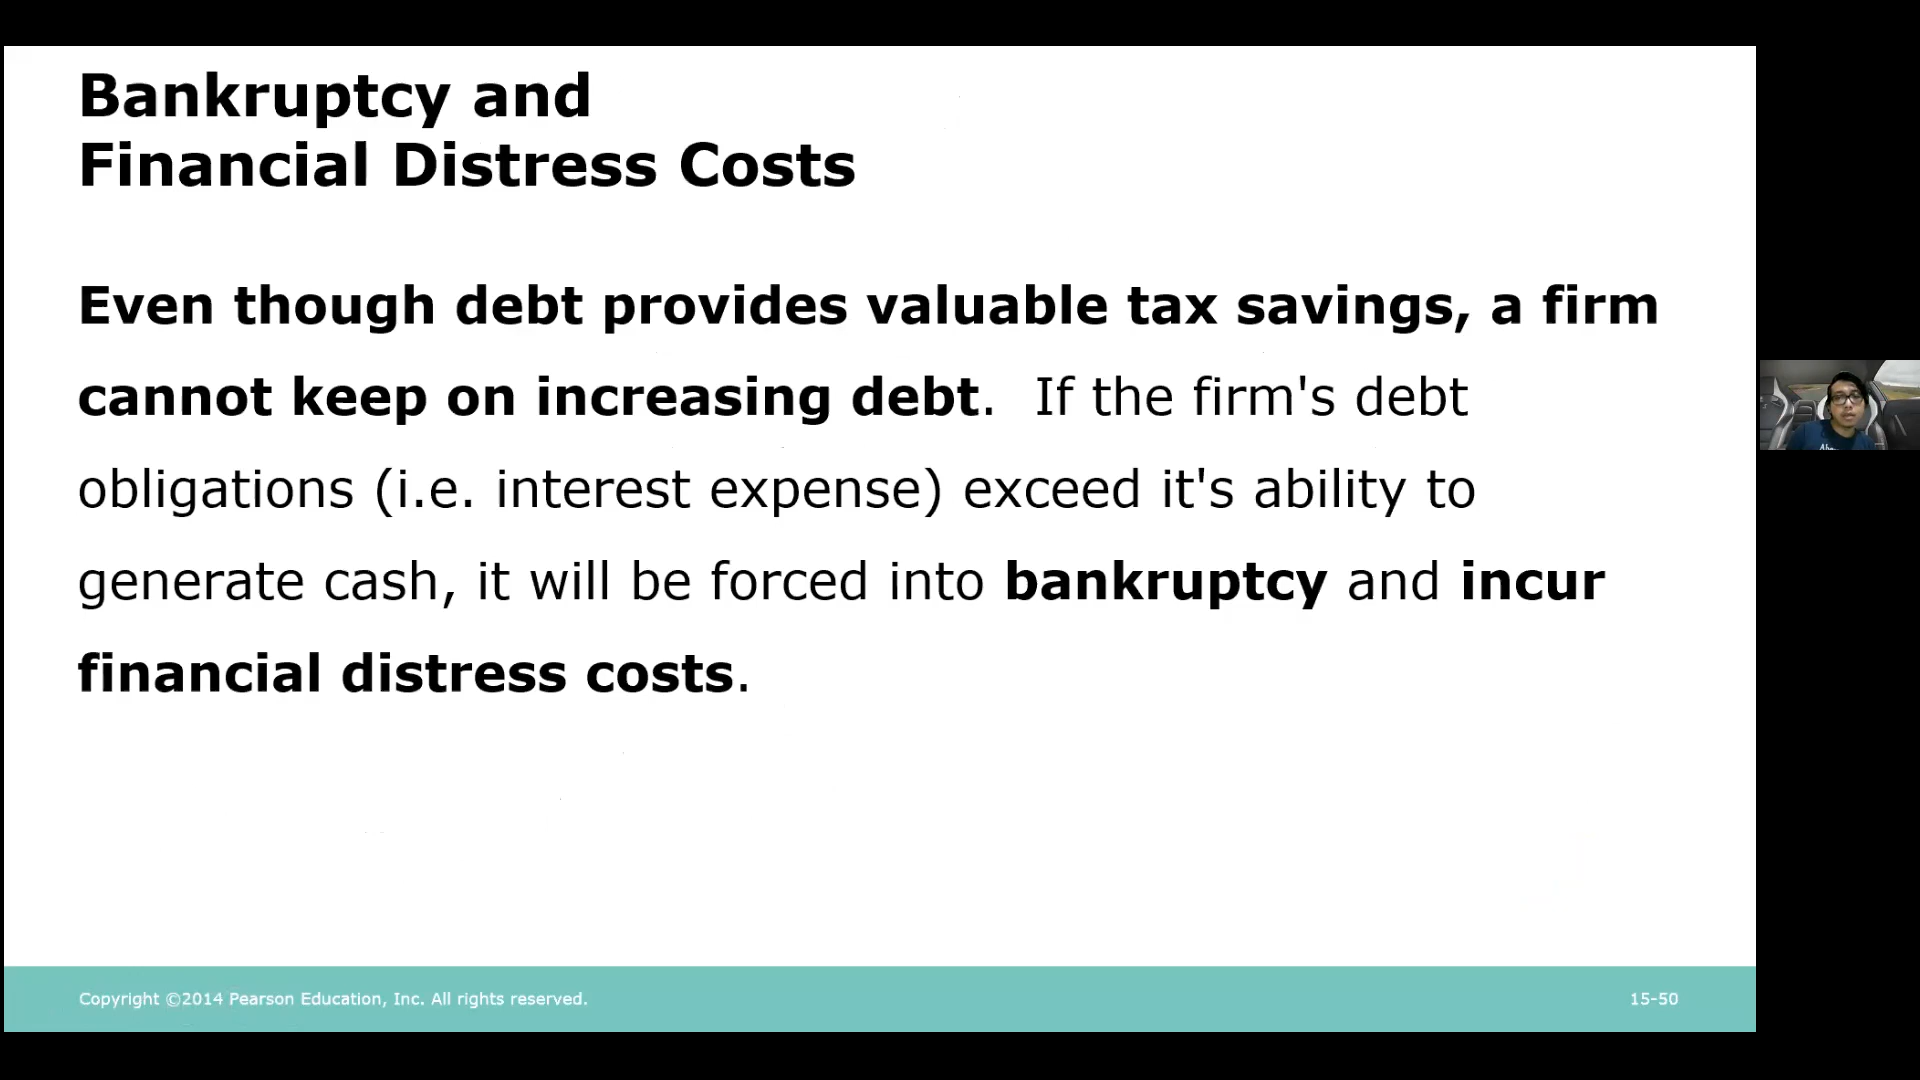 Bankruptcy and
Financial Distress Costs
Even though debt provides valuable tax savings, a firm
cannot keep on increasing debt.  If the firm's debt
obligations (i.e. interest expense) exceed it's ability to
generate cash, it will be forced into bankruptcy and incur
financial distress costs.
Copyright ©2014 Pearson Education, Inc. All rights reserved.
15-50